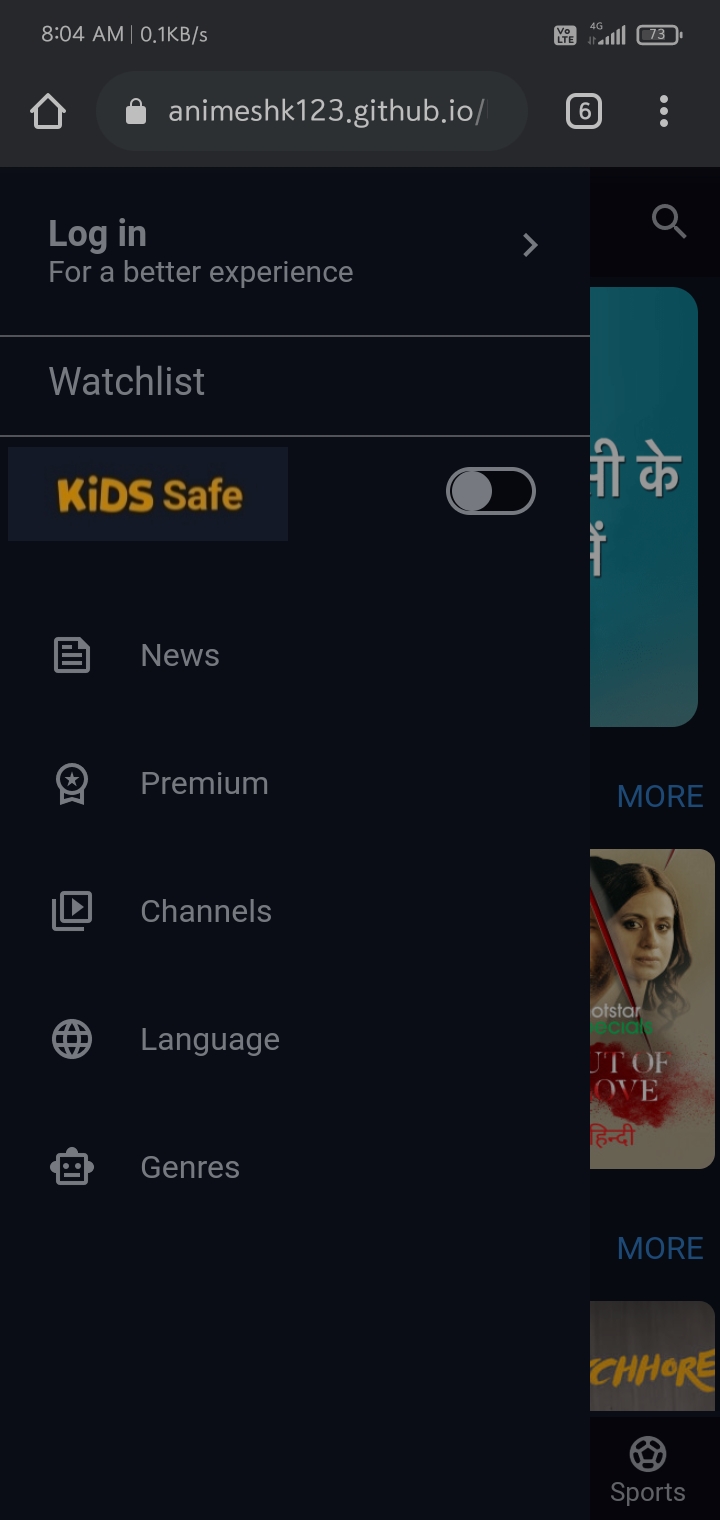 8:04 AM | 0.1KB/s
Vo LTE
4G
73
animeshk123.github.io/
6
Log in
For a better experience
Watchlist
KiDS Safe
News
Premium
Channels
Language
Genres
के
MORE
otstar
ecials
UT OF
OVE
हिन्दी
MORE
CHHORE
Sports